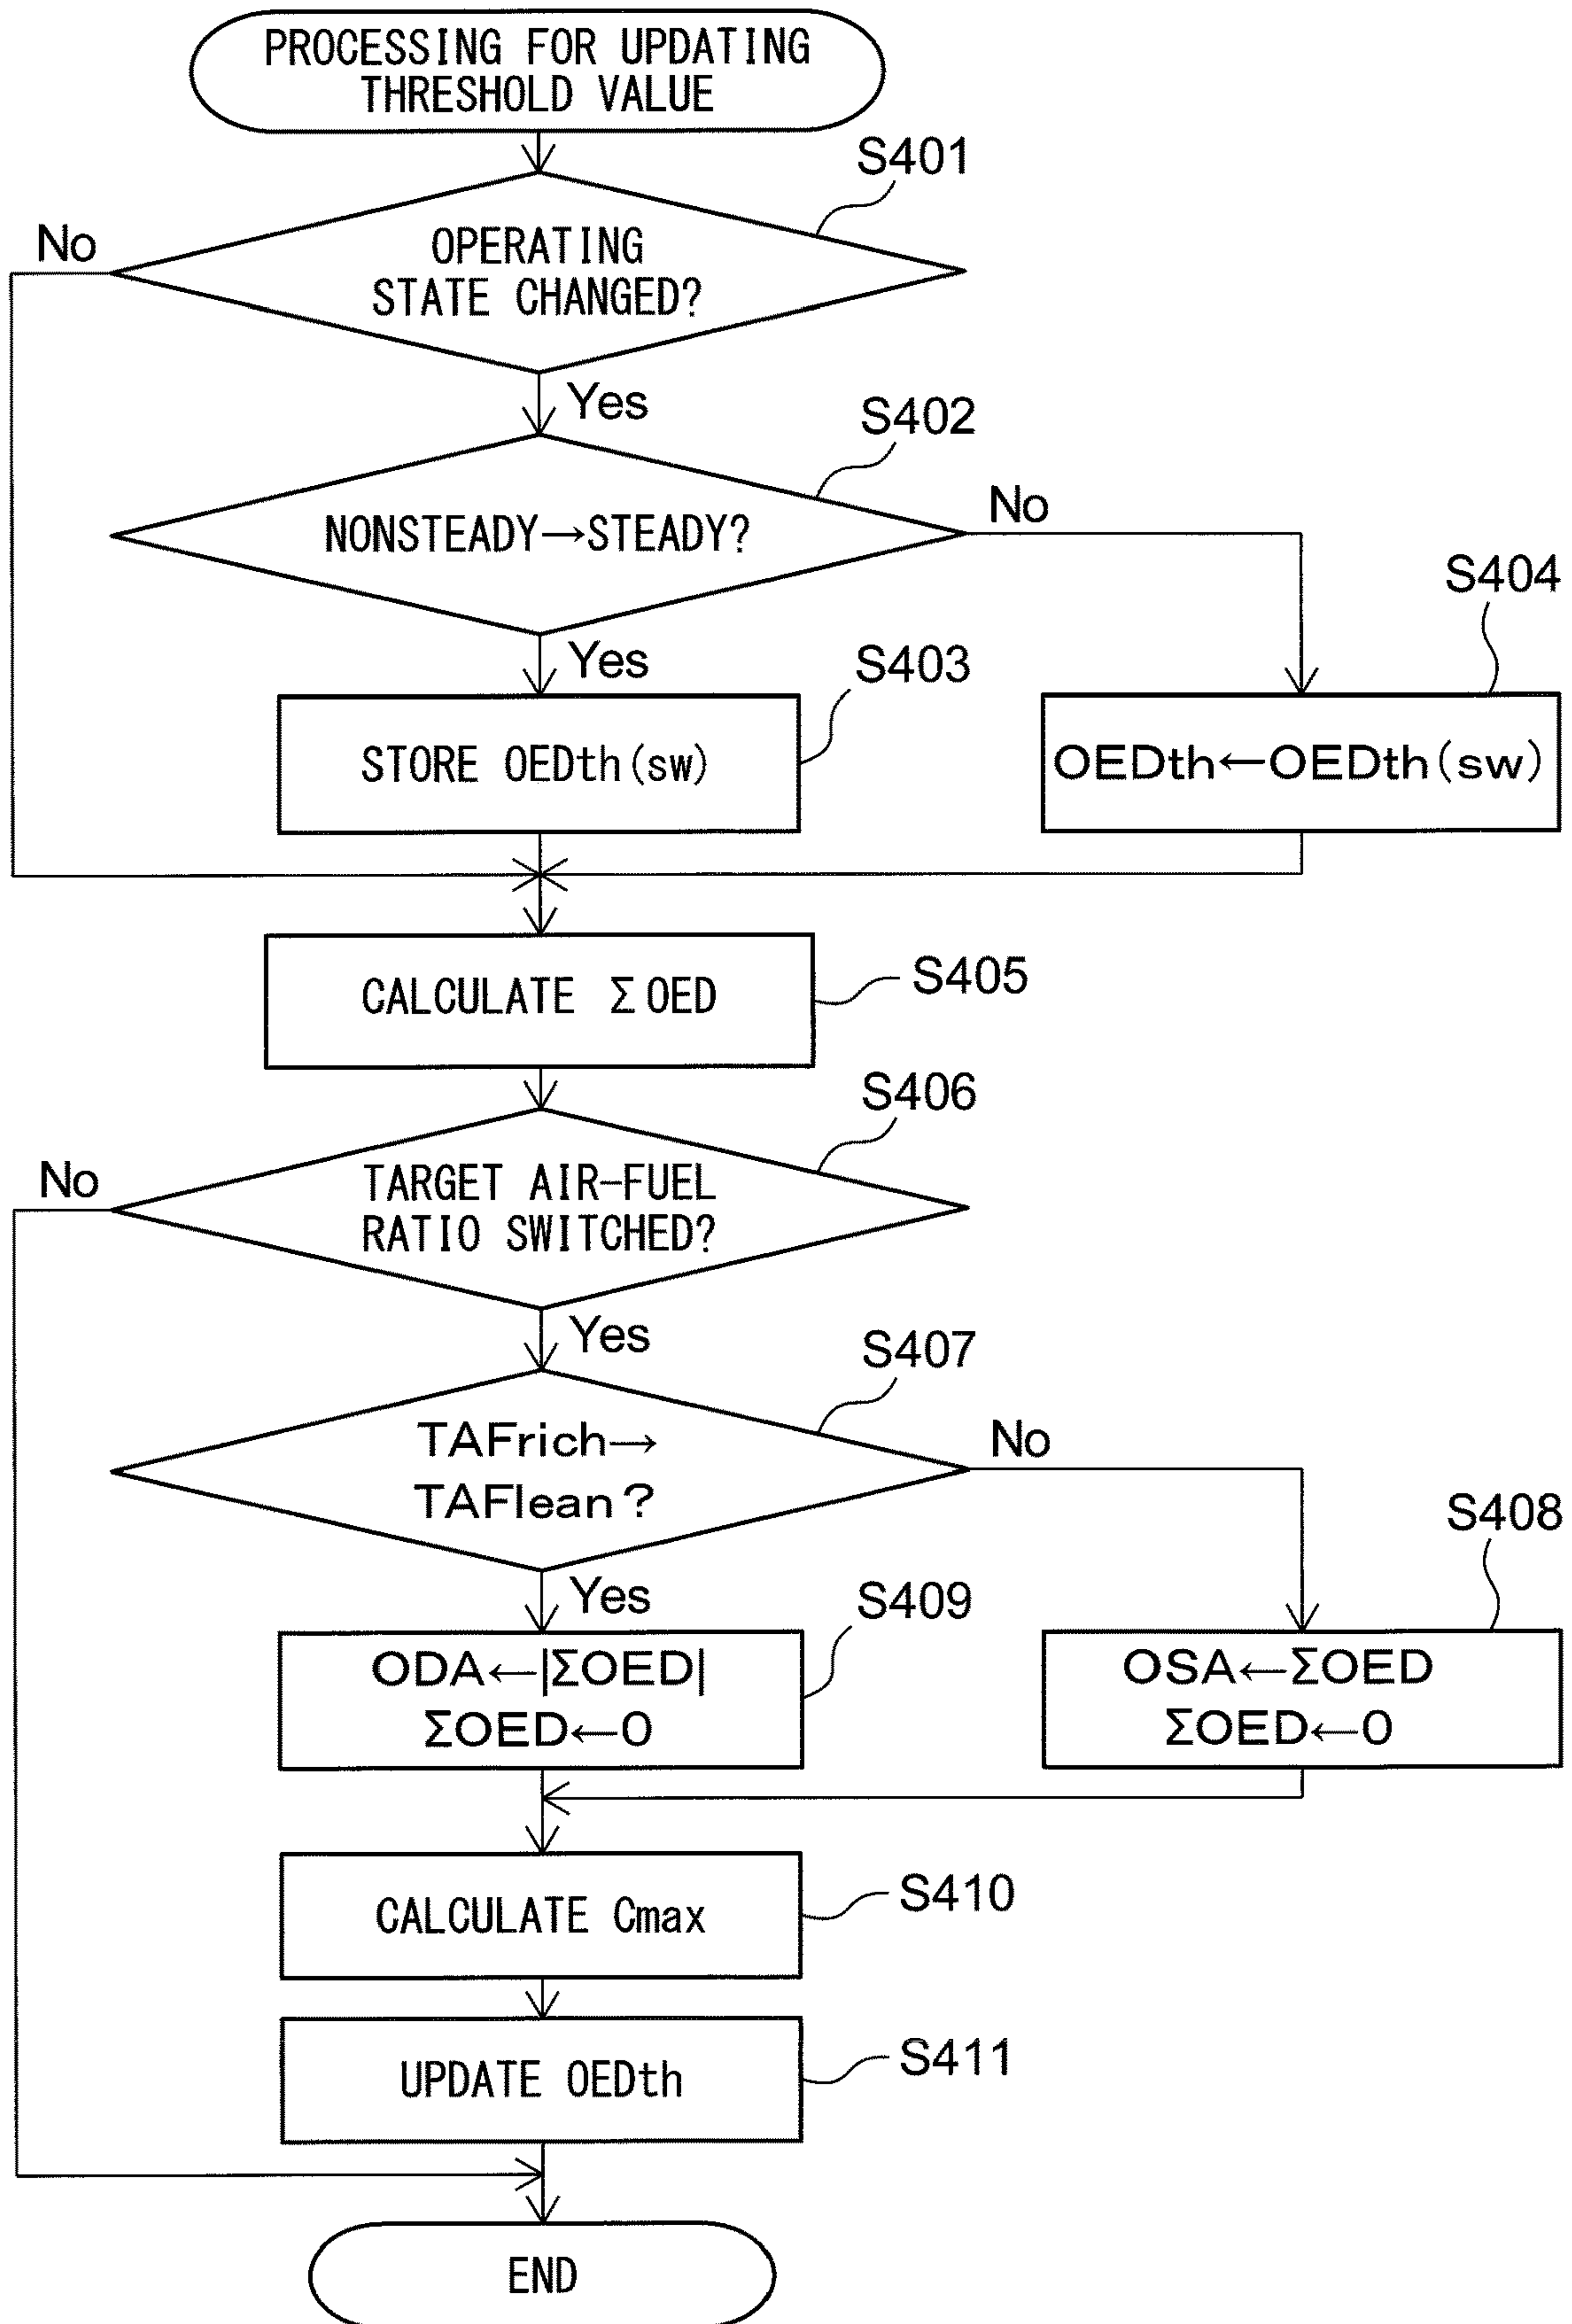 PROCESSING FOR UPDATING
THRESHOLD VALUE
S401
No
OPERATING
STATE CHANGED?
Yes
S402
NONSTEADY→STEADY?
No
S404
Yes
S403
STORE OEDth(sw)
OEDth←OEDth(sw)
CALCULATE ΣOED
S405
S406
No
TARGET AIR-FUEL
RATIO SWITCHED?
Yes
S407
TAFrich→
TAFlean?
No
S408
Yes
S409
ODA←|ΣOED|
ΣOED←0
OSA←ΣOED
ΣOED←0
CALCULATE Cmax
S410
UPDATE OEDth
S411
END